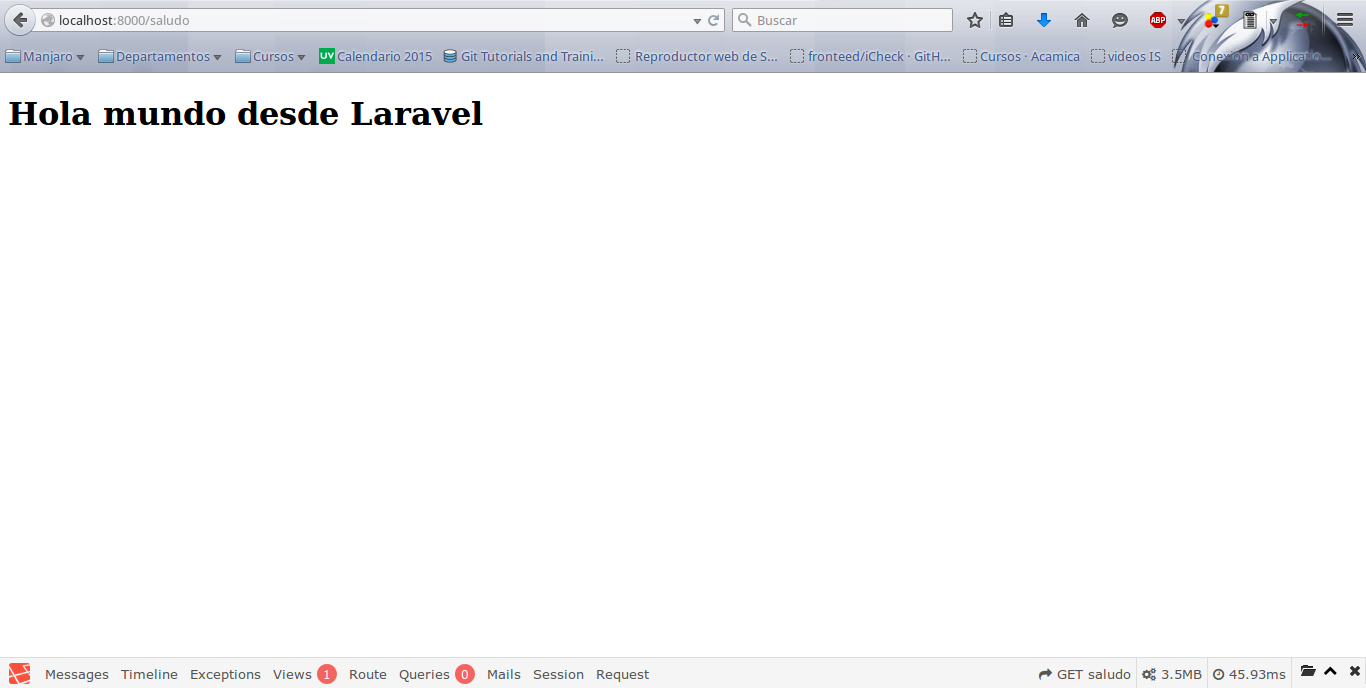 localhost:8000/saludo Buscar ABP 7
Manjaro Departamentos Cursos UV Calendario 2015 Git Tutorials and Traini... Reproductor web de S... fronteed/iCheck · GitH... Cursos · Acamica videos IS Conexion a Applicatio...
Hola mundo desde Laravel
Messages Timeline Exceptions Views 1 Route Queries 0 Mails Session Request GET saludo 3.5MB 45.93ms